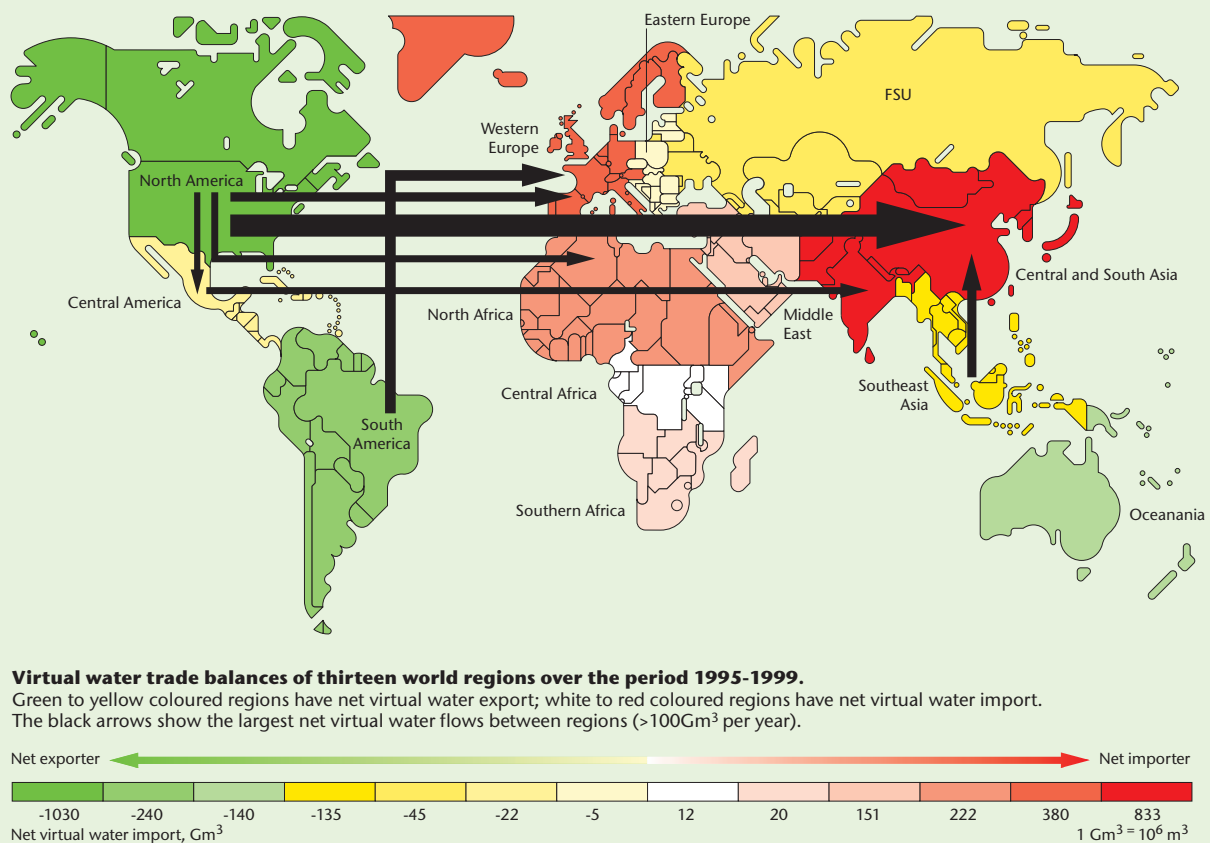 Eastern Europe
FSU
Western
Europe
North America
Central and South Asia
Central America
North Africa
Middle
East
Central Africa
Southeast
Asia
South
America
Southern Africa
Oceanania
Virtual water trade balances of thirteen world regions over the period 1995-1999.
Green to yellow coloured regions have net virtual water export; white to red coloured regions have net virtual water import.
The black arrows show the largest net virtual water flows between regions (>100Gm³ per year).
Net exporter
Net importer
-1030 -240 -140 -135 -45 -22 -5 12 20 151 222 380 833
Net virtual water import, Gm³
1 Gm³ = 10⁶ m³